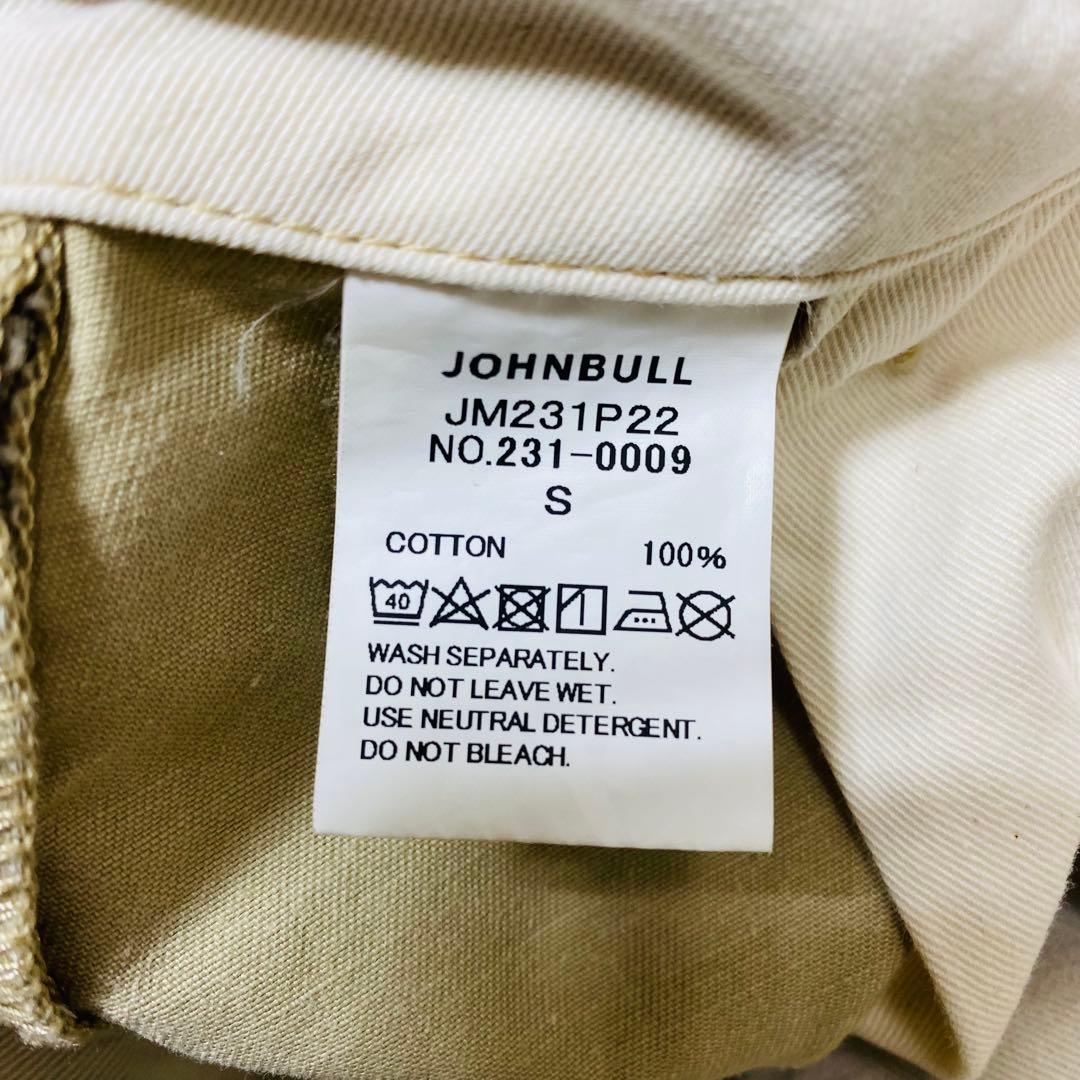 JOHNBULL
JM231P22
NO.231-0009
S
COTTON 100%
40
WASH SEPARATELY.
DO NOT LEAVE WET.
USE NEUTRAL DETERGENT.
DO NOT BLEACH.